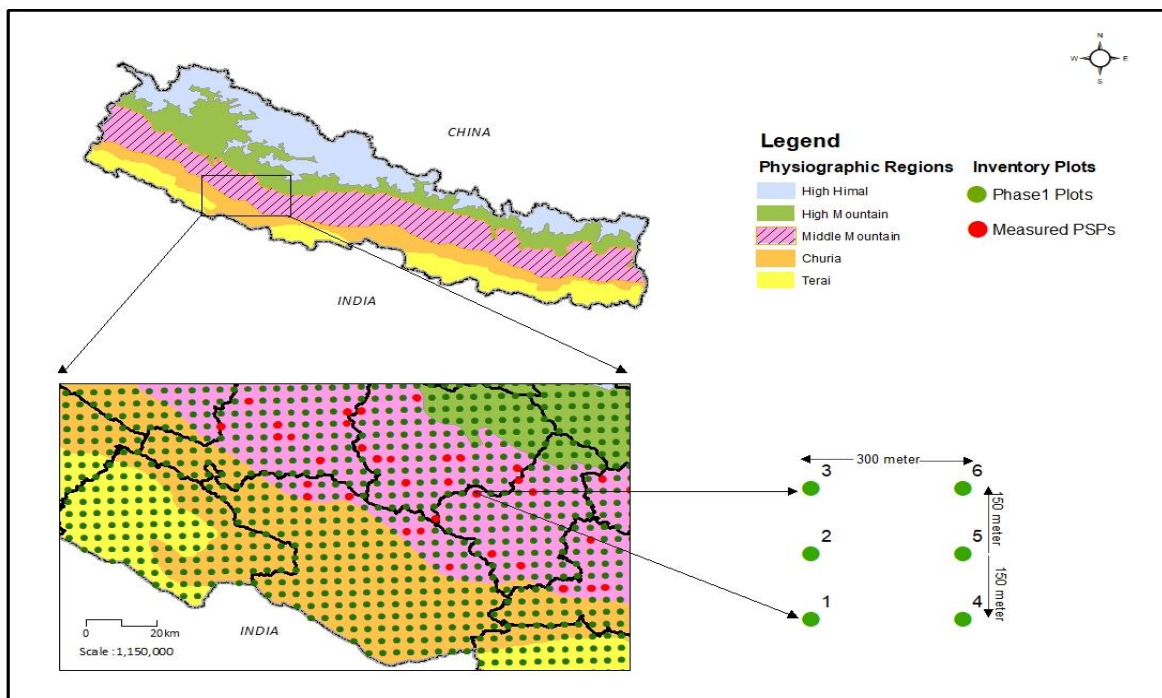 N
W E
S
CHINA
INDIA
Legend
Physiographic Regions
High Himal
High Mountain
Middle Mountain
Churia
Terai
Inventory Plots
Phase1 Plots
Measured PSPs
0 20km
Scale : 1,150,000
INDIA
300 meter
3 6
150 meter
2 5
150 meter
1 4